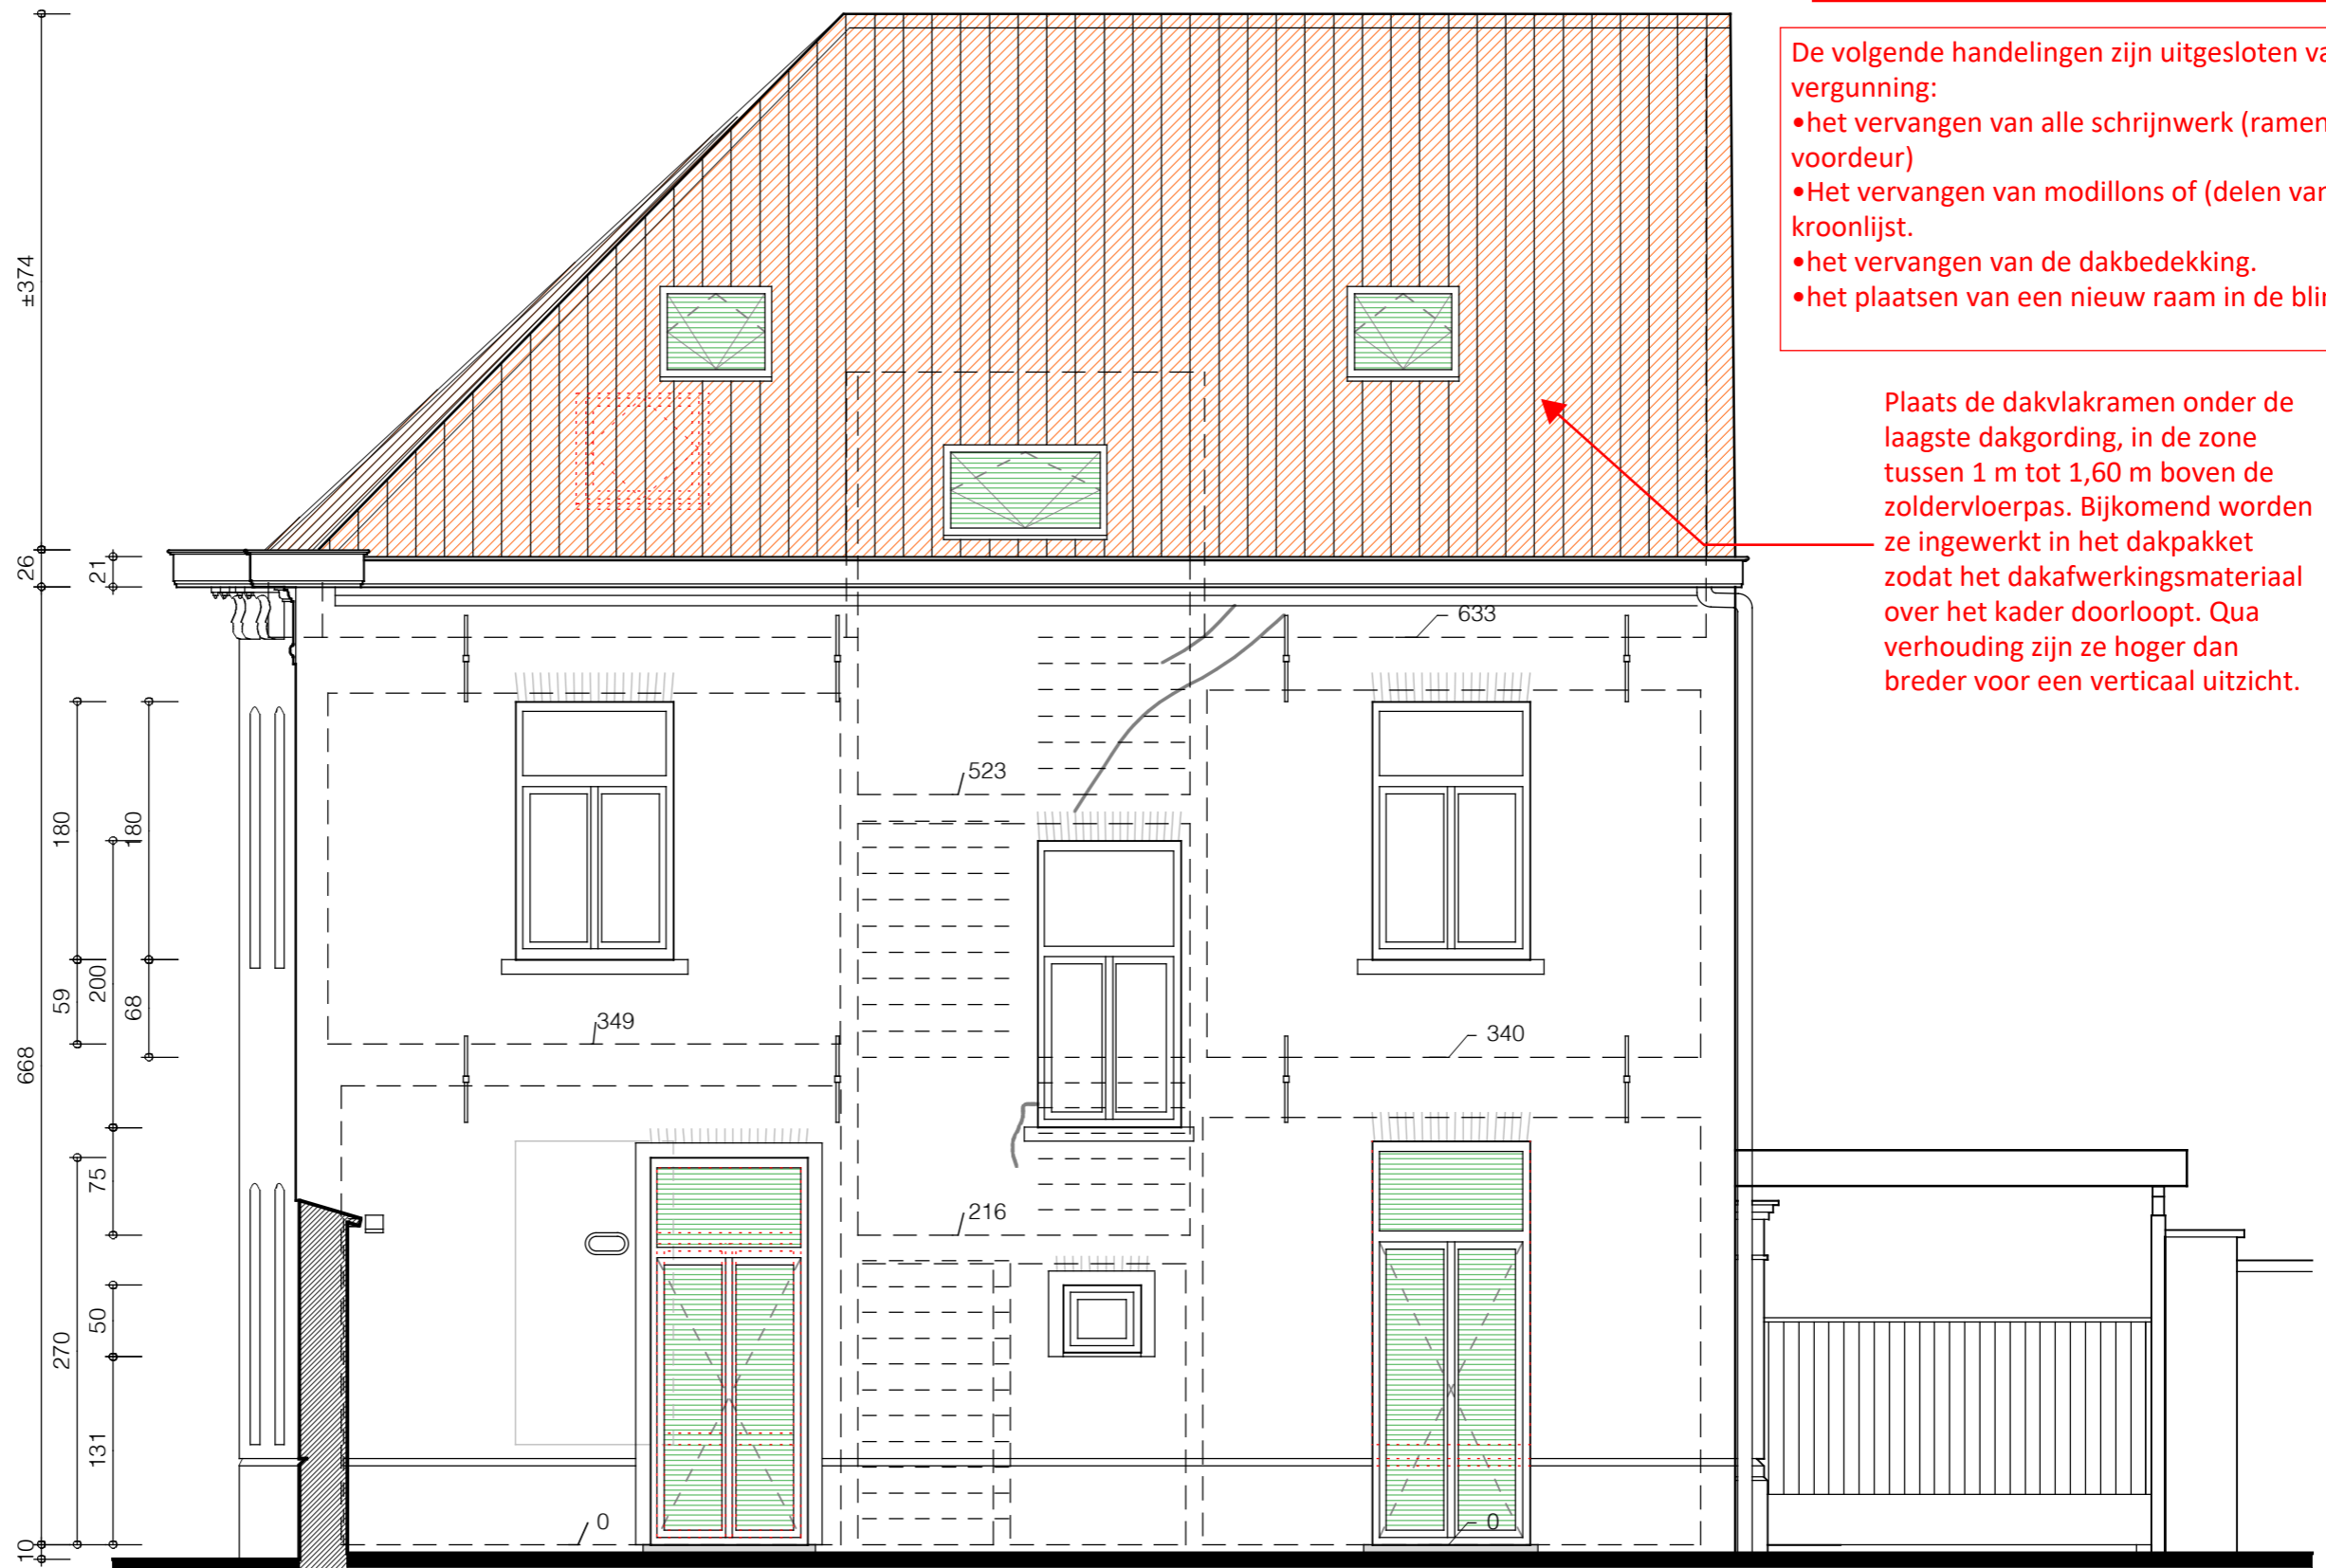 De volgende handelingen zijn uitgesloten va
vergunning:
•het vervangen van alle schrijnwerk (ramen
voordeur)
•Het vervangen van modillons of (delen van
kroonlijst.
•het vervangen van de dakbedekking.
•het plaatsen van een nieuw raam in de blin
Plaats de dakvlakramen onder de
laagste dakgording, in de zone
tussen 1 m tot 1,60 m boven de
zoldervloerpas. Bijkomend worden
ze ingewerkt in het dakpakket
zodat het dakafwerkingsmateriaal
over het kader doorloopt. Qua
verhouding zijn ze hoger dan
breder voor een verticaal uitzicht.
±374
26
21
633
523
180
180
59
200
68
349
340
668
75
216
50
270
131
0
0
10